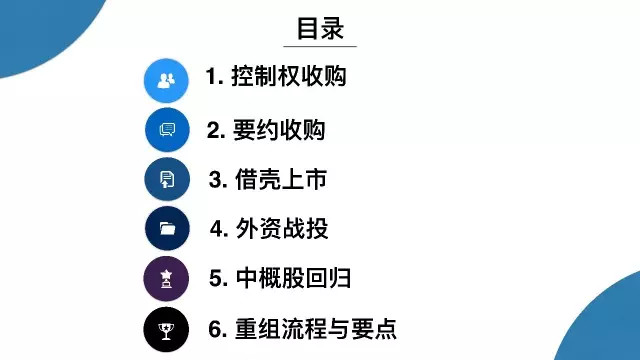 目录
1. 控制权收购
2. 要约收购
3. 借壳上市
4. 外资战投
5. 中概股回归
6. 重组流程与要点